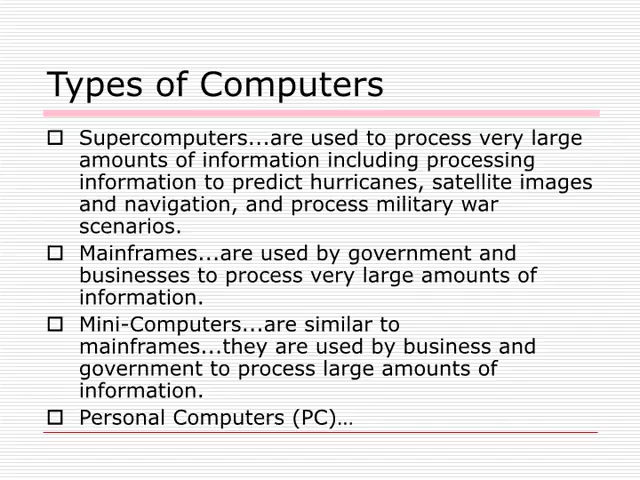 Types of Computers
Supercomputers...are used to process very large
amounts of information including processing
information to predict hurricanes, satellite images
and navigation, and process military war
scenarios.
Mainframes...are used by government and
businesses to process very large amounts of
information.
Mini-Computers...are similar to
mainframes...they are used by business and
government to process large amounts of
information.
Personal Computers (PC)…